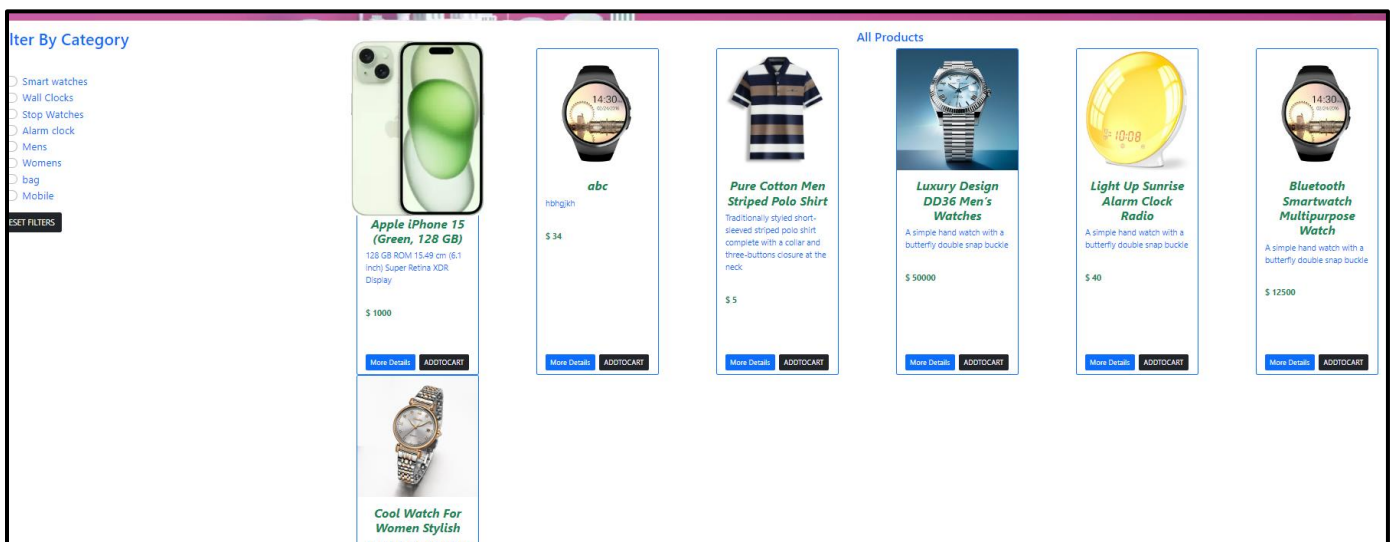 lter By Category
All Products
Smart watches
Wall Clocks
Stop Watches
Alarm clock
Mens
Womens
bag
Mobile
ESET FILTERS
Apple iPhone 15
(Green, 128 GB)
128 GB ROM 15.49 cm (6.1
inch) Super Retina XDR
Display
$ 1000
More Details ADDTOCART
14:30
abc
hbhgjkh
$ 34
More Details ADDTOCART
Pure Cotton Men
Striped Polo Shirt
Traditionally styled short-
sleeved striped polo shirt
complete with a collar and
three-buttons closure at the
neck
$ 5
More Details ADDTOCART
Luxury Design
DD36 Men's
Watches
A simple hand watch with a
butterfly double snap buckle
$ 50000
More Details ADDTOCART
10:08
Light Up Sunrise
Alarm Clock
Radio
A simple hand watch with a
butterfly double snap buckle
$ 40
More Details ADDTOCART
14:30
Bluetooth
Smartwatch
Multipurpose
Watch
A simple hand watch with a
butterfly double snap buckle
$ 12500
More Details ADDTOCART
Cool Watch For
Women Stylish